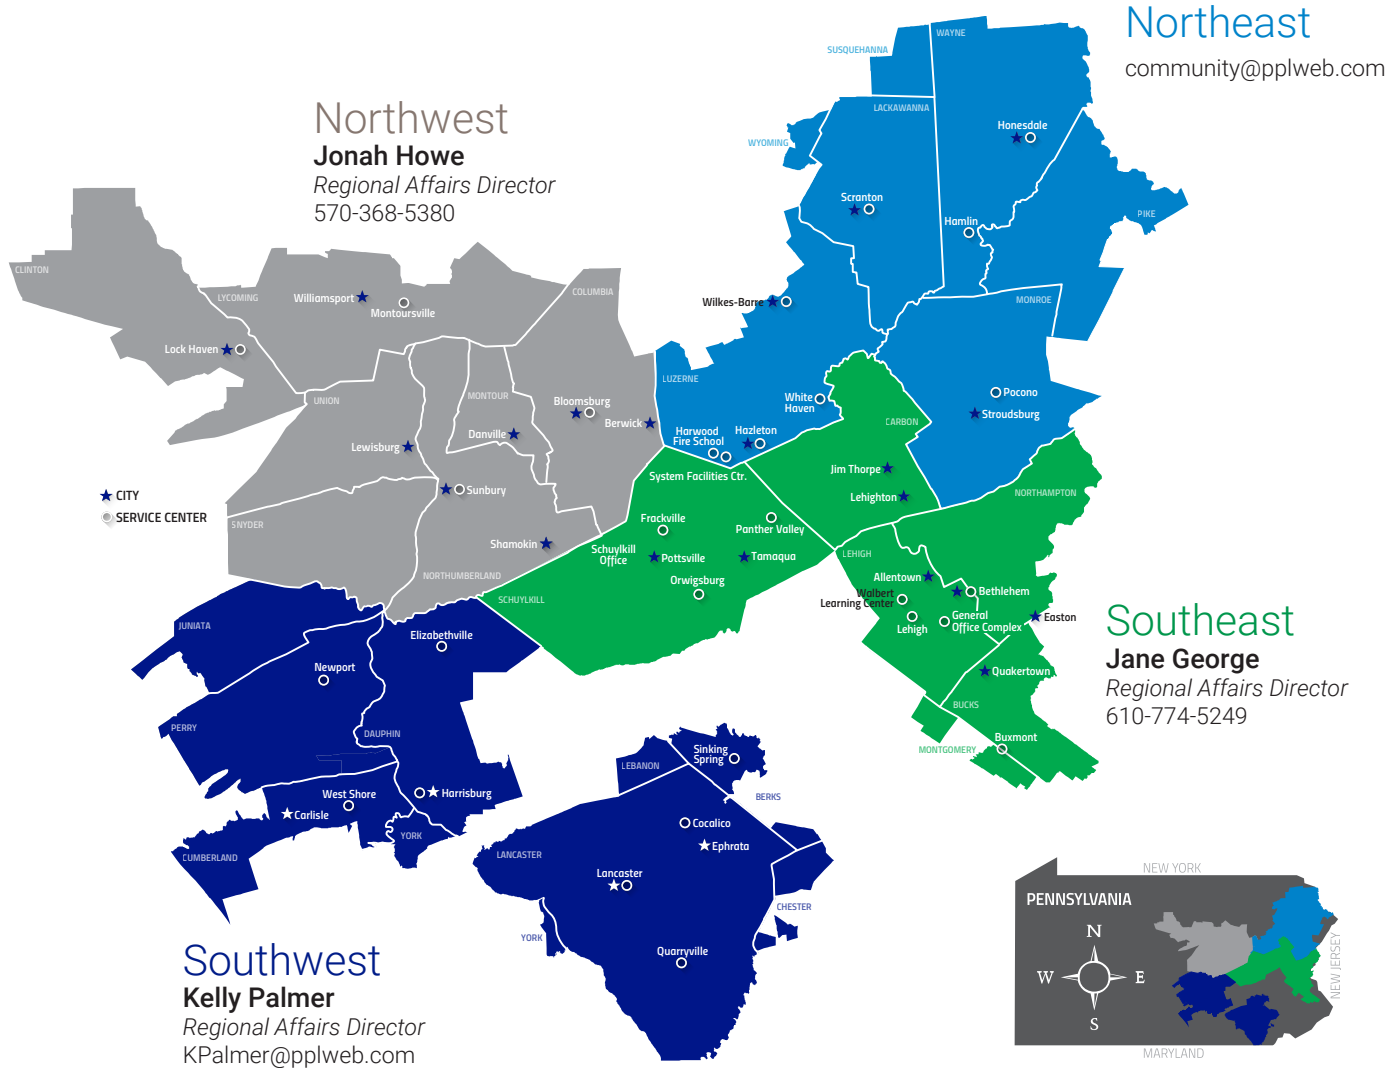 Northeast
community@pplweb.com
WAYNE
SUSQUEHANNA
LACKAWANNA
WYOMING
Honesdale
Scranton
Hamlin
PIKE
Northwest
Jonah Howe
Regional Affairs Director
570-368-5380
CLINTON
LYCOMING
COLUMBIA
Williamsport
Montoursville
Wilkes-Barre
MONROE
Lock Haven
LUZERNE
UNION
MONTOUR
Bloomsburg
Berwick
Danville
Lewisburg
White
Haven
Pocono
Stroudsburg
CARBON
Harwood
Fire School
Hazleton
System Facilities Ctr.
Jim Thorpe
Lehighton
NORTHAMPTON
CITY
SERVICE CENTER
Sunbury
SNYDER
Shamokin
NORTHUMBERLAND
Frackville
Panther Valley
Schuylkill
Office
Pottsville
Tamaqua
Orwigsburg
SCHUYLKILL
LEHIGH
Allentown
Walbert
Learning Center
Bethlehem
Lehigh
General
Office Complex
Easton
Quakertown
BUCKS
MONTGOMERY
Buxmont
Southeast
Jane George
Regional Affairs Director
610-774-5249
JUNIATA
Elizabethville
Newport
PERRY
DAUPHIN
West Shore
Harrisburg
Carlisle
YORK
CUMBERLAND
Sinking
Spring
LEBANON
BERKS
Cocalico
Ephrata
LANCASTER
Lancaster
CHESTER
YORK
Quarryville
Southwest
Kelly Palmer
Regional Affairs Director
KPalmer@pplweb.com
NEW YORK
PENNSYLVANIA
N
W
E
S
NEW JERSEY
MARYLAND